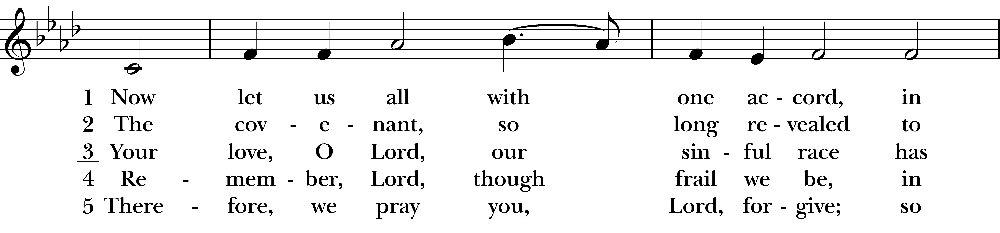 1 Now let us all with one ac - cord, in
2 The cov - e - nant, so long re - vealed to
3 Your love, O Lord, our sin - ful race has
4 Re - mem - ber, Lord, though frail we be, in
5 There - fore, we pray you, Lord, for - give; so